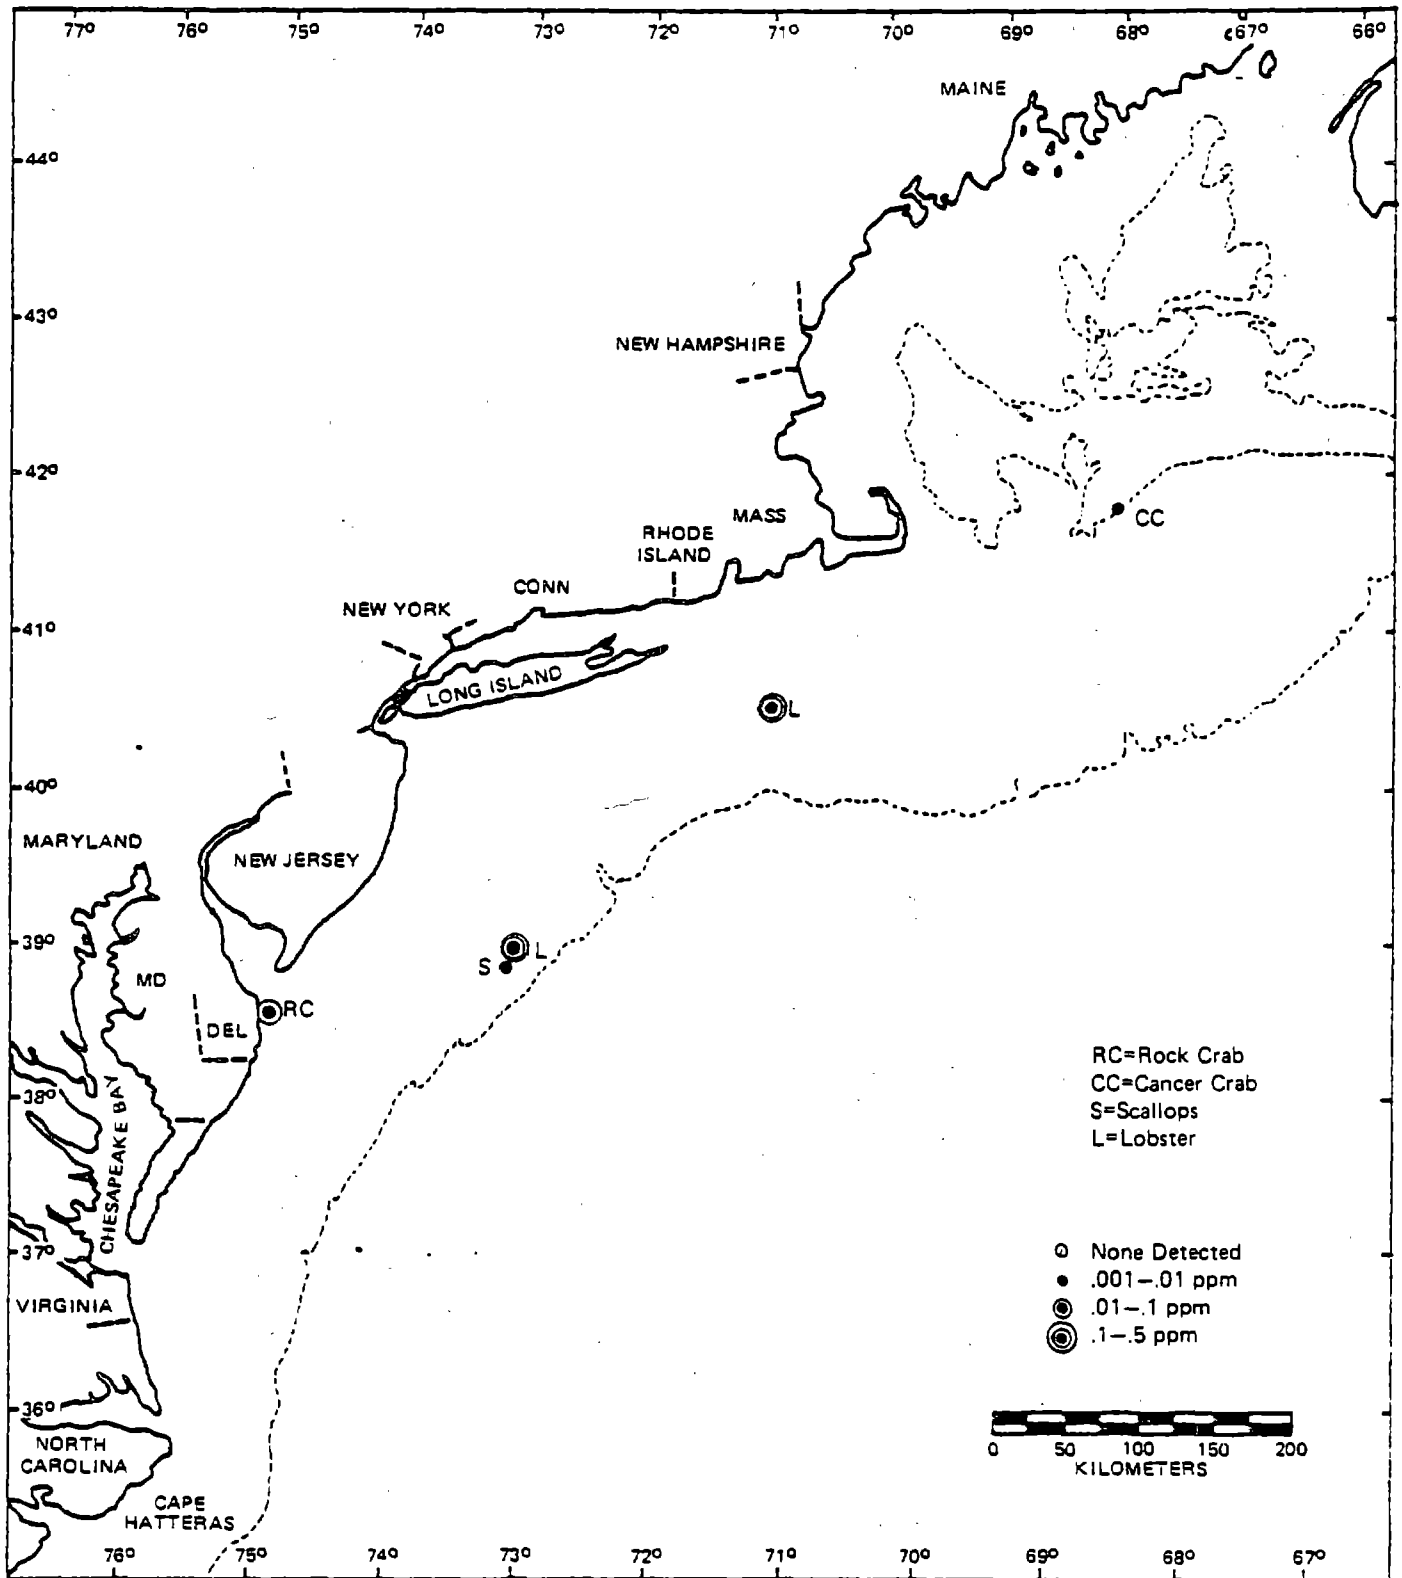 77° 76° 75° 74° 73° 72° 71° 70° 69° 68° 67° 66°
MAINE
44°
43°
NEW HAMPSHIRE
42°
MASS
CC
RHODE
ISLAND
CONN
NEW YORK
41°
LONG ISLAND
L
40°
MARYLAND
NEW JERSEY
39°
L
S
MD
RC
DEL
RC=Rock Crab
CC=Cancer Crab
S=Scallops
L=Lobster
38°
CHESAPEAKE BAY
37°
None Detected
.001–.01 ppm
.01–.1 ppm
.1–.5 ppm
VIRGINIA
36°
NORTH
CAROLINA
0 50 100 150 200
KILOMETERS
CAPE
HATTERAS
76° 75° 74° 73° 72° 71° 70° 69° 68° 67°